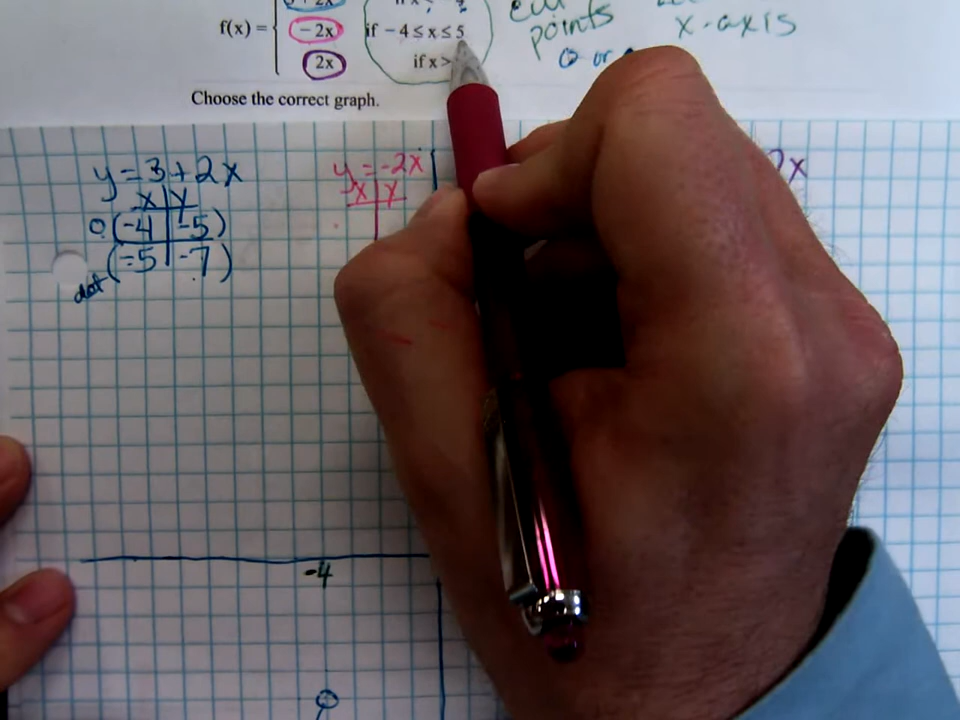 points
x-axis
or
f(x) = { -2x if -4 ≤ x ≤ 5
2x if x >
Choose the correct graph.
y = 3 + 2x
x y
(-4 -5)
dot (-5 -7)
y = -2x
x y
2x
-4